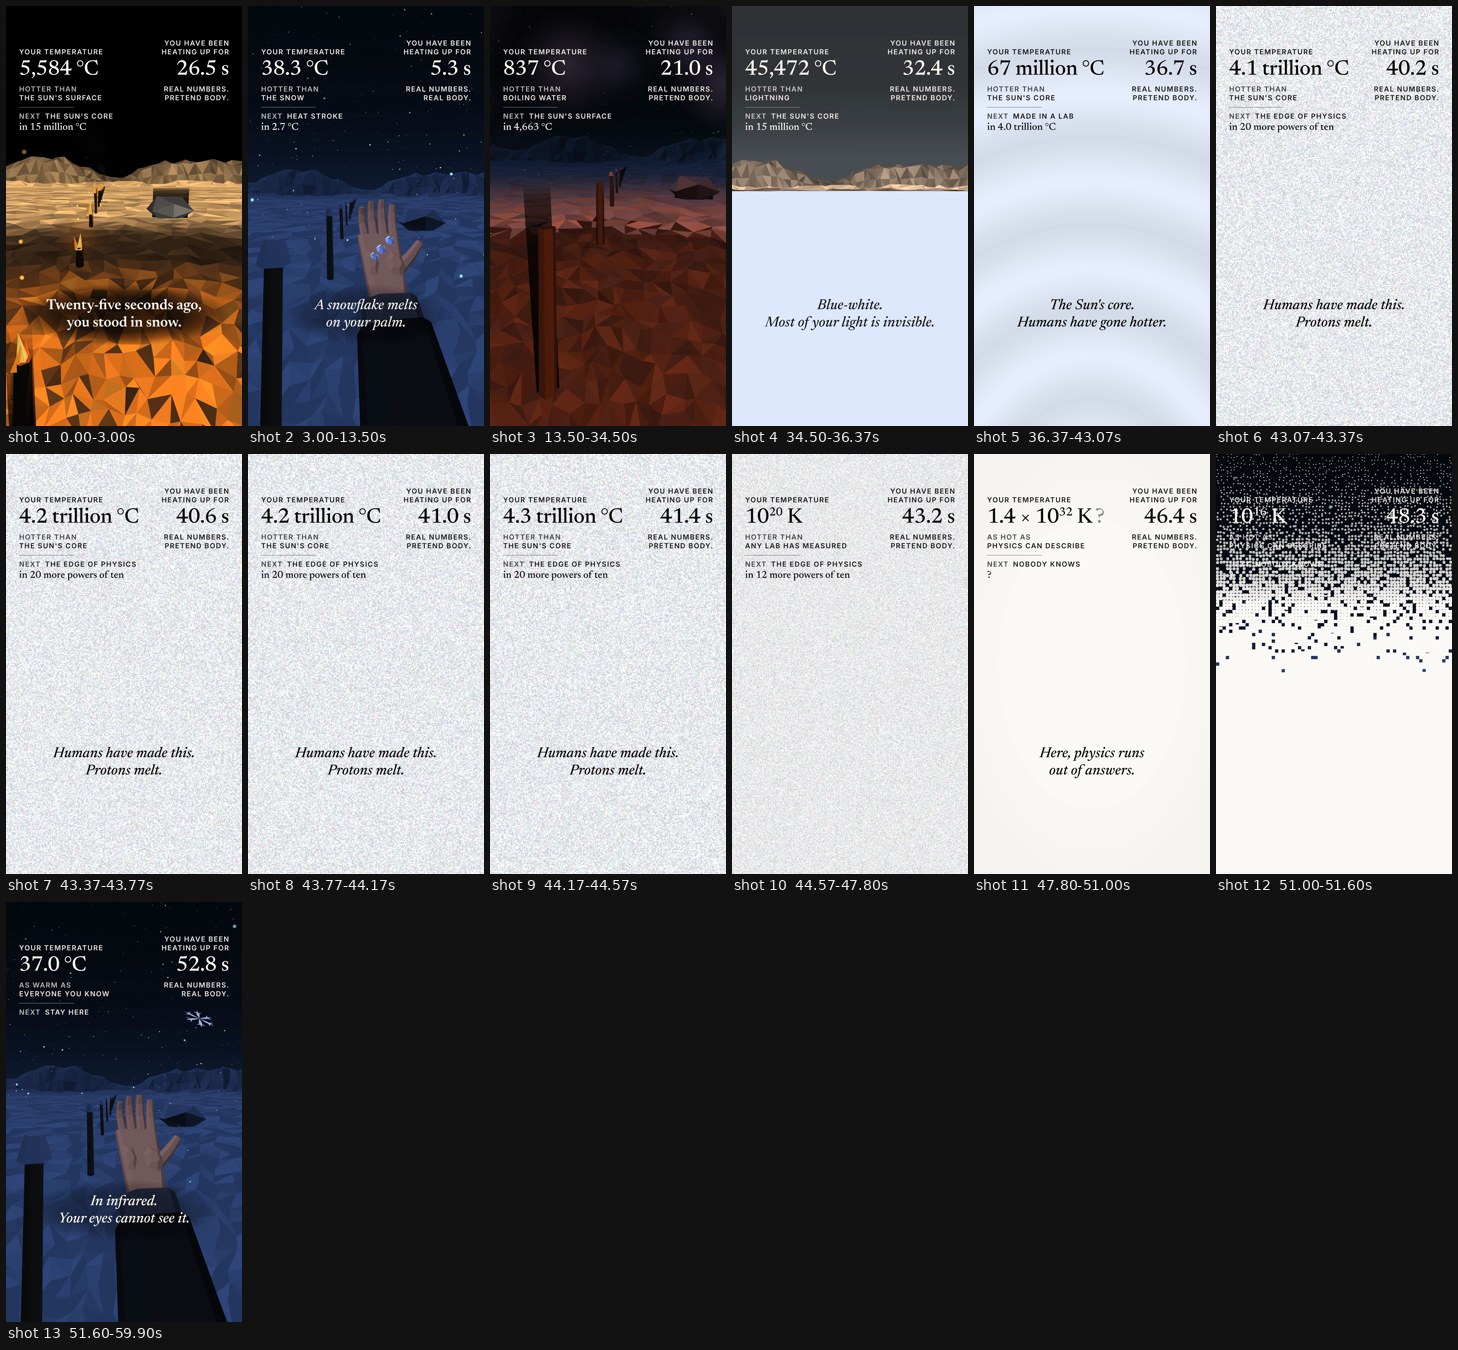 YOUR TEMPERATURE
5,584 °C
HOTTER THAN
THE SUN'S SURFACE
NEXT THE SUN'S CORE
in 15 million °C
YOU HAVE BEEN
HEATING UP FOR
26.5 s
REAL NUMBERS.
PRETEND BODY.
Twenty-five seconds ago,
you stood in snow.
shot 1 0.00-3.00s
YOUR TEMPERATURE
38.3 °C
HOTTER THAN
THE SNOW
NEXT HEAT STROKE
in 2.7 °C
YOU HAVE BEEN
HEATING UP FOR
5.3 s
REAL NUMBERS.
REAL BODY.
A snowflake melts
on your palm.
shot 2 3.00-13.50s
YOUR TEMPERATURE
837 °C
HOTTER THAN
BOILING WATER
NEXT THE SUN'S SURFACE
in 4,663 °C
YOU HAVE BEEN
HEATING UP FOR
21.0 s
REAL NUMBERS.
PRETEND BODY.
shot 3 13.50-34.50s
YOUR TEMPERATURE
45,472 °C
HOTTER THAN
LIGHTNING
NEXT THE SUN'S CORE
in 15 million °C
YOU HAVE BEEN
HEATING UP FOR
32.4 s
REAL NUMBERS.
PRETEND BODY.
Blue-white.
Most of your light is invisible.
shot 4 34.50-36.37s
YOUR TEMPERATURE
67 million °C
HOTTER THAN
THE SUN'S CORE
NEXT MADE IN A LAB
in 4.0 trillion °C
YOU HAVE BEEN
HEATING UP FOR
36.7 s
REAL NUMBERS.
PRETEND BODY.
The Sun's core.
Humans have gone hotter.
shot 5 36.37-43.07s
YOUR TEMPERATURE
4.1 trillion °C
HOTTER THAN
THE SUN'S CORE
NEXT THE EDGE OF PHYSICS
in 20 more powers of ten
YOU HAVE BEEN
HEATING UP FOR
40.2 s
REAL NUMBERS.
PRETEND BODY.
Humans have made this.
Protons melt.
shot 6 43.07-43.37s
YOUR TEMPERATURE
4.2 trillion °C
HOTTER THAN
THE SUN'S CORE
NEXT THE EDGE OF PHYSICS
in 20 more powers of ten
YOU HAVE BEEN
HEATING UP FOR
40.6 s
REAL NUMBERS.
PRETEND BODY.
Humans have made this.
Protons melt.
shot 7 43.37-43.77s
YOUR TEMPERATURE
4.2 trillion °C
HOTTER THAN
THE SUN'S CORE
NEXT THE EDGE OF PHYSICS
in 20 more powers of ten
YOU HAVE BEEN
HEATING UP FOR
41.0 s
REAL NUMBERS.
PRETEND BODY.
Humans have made this.
Protons melt.
shot 8 43.77-44.17s
YOUR TEMPERATURE
4.3 trillion °C
HOTTER THAN
THE SUN'S CORE
NEXT THE EDGE OF PHYSICS
in 20 more powers of ten
YOU HAVE BEEN
HEATING UP FOR
41.4 s
REAL NUMBERS.
PRETEND BODY.
Humans have made this.
Protons melt.
shot 9 44.17-44.57s
YOUR TEMPERATURE
10²⁰ K
HOTTER THAN
ANY LAB HAS MEASURED
NEXT THE EDGE OF PHYSICS
in 12 more powers of ten
YOU HAVE BEEN
HEATING UP FOR
43.2 s
REAL NUMBERS.
PRETEND BODY.
shot 10 44.57-47.80s
YOUR TEMPERATURE
1.4 × 10³² K?
AS HOT AS
PHYSICS CAN DESCRIBE
NEXT NOBODY KNOWS
?
YOU HAVE BEEN
HEATING UP FOR
46.4 s
REAL NUMBERS.
PRETEND BODY.
Here, physics runs
out of answers.
shot 11 47.80-51.00s
YOUR TEMPERATURE
10¹⁶ K
AS HOT AS
YOU HAVE BEEN
HEATING UP FOR
48.3 s
REAL NUMBERS.
shot 12 51.00-51.60s
YOUR TEMPERATURE
37.0 °C
AS WARM AS
EVERYONE YOU KNOW
NEXT STAY HERE
YOU HAVE BEEN
HEATING UP FOR
52.8 s
REAL NUMBERS.
REAL BODY.
In infrared.
Your eyes cannot see it.
shot 13 51.60-59.90s